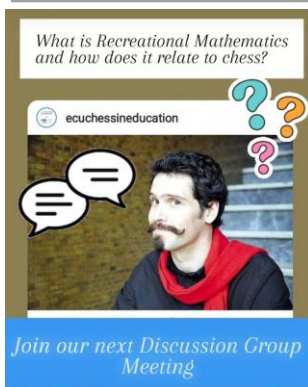 What is Recreational Mathematics
and how does it relate to chess?
ecuchessineducation
Join our next Discussion Group
Meeting